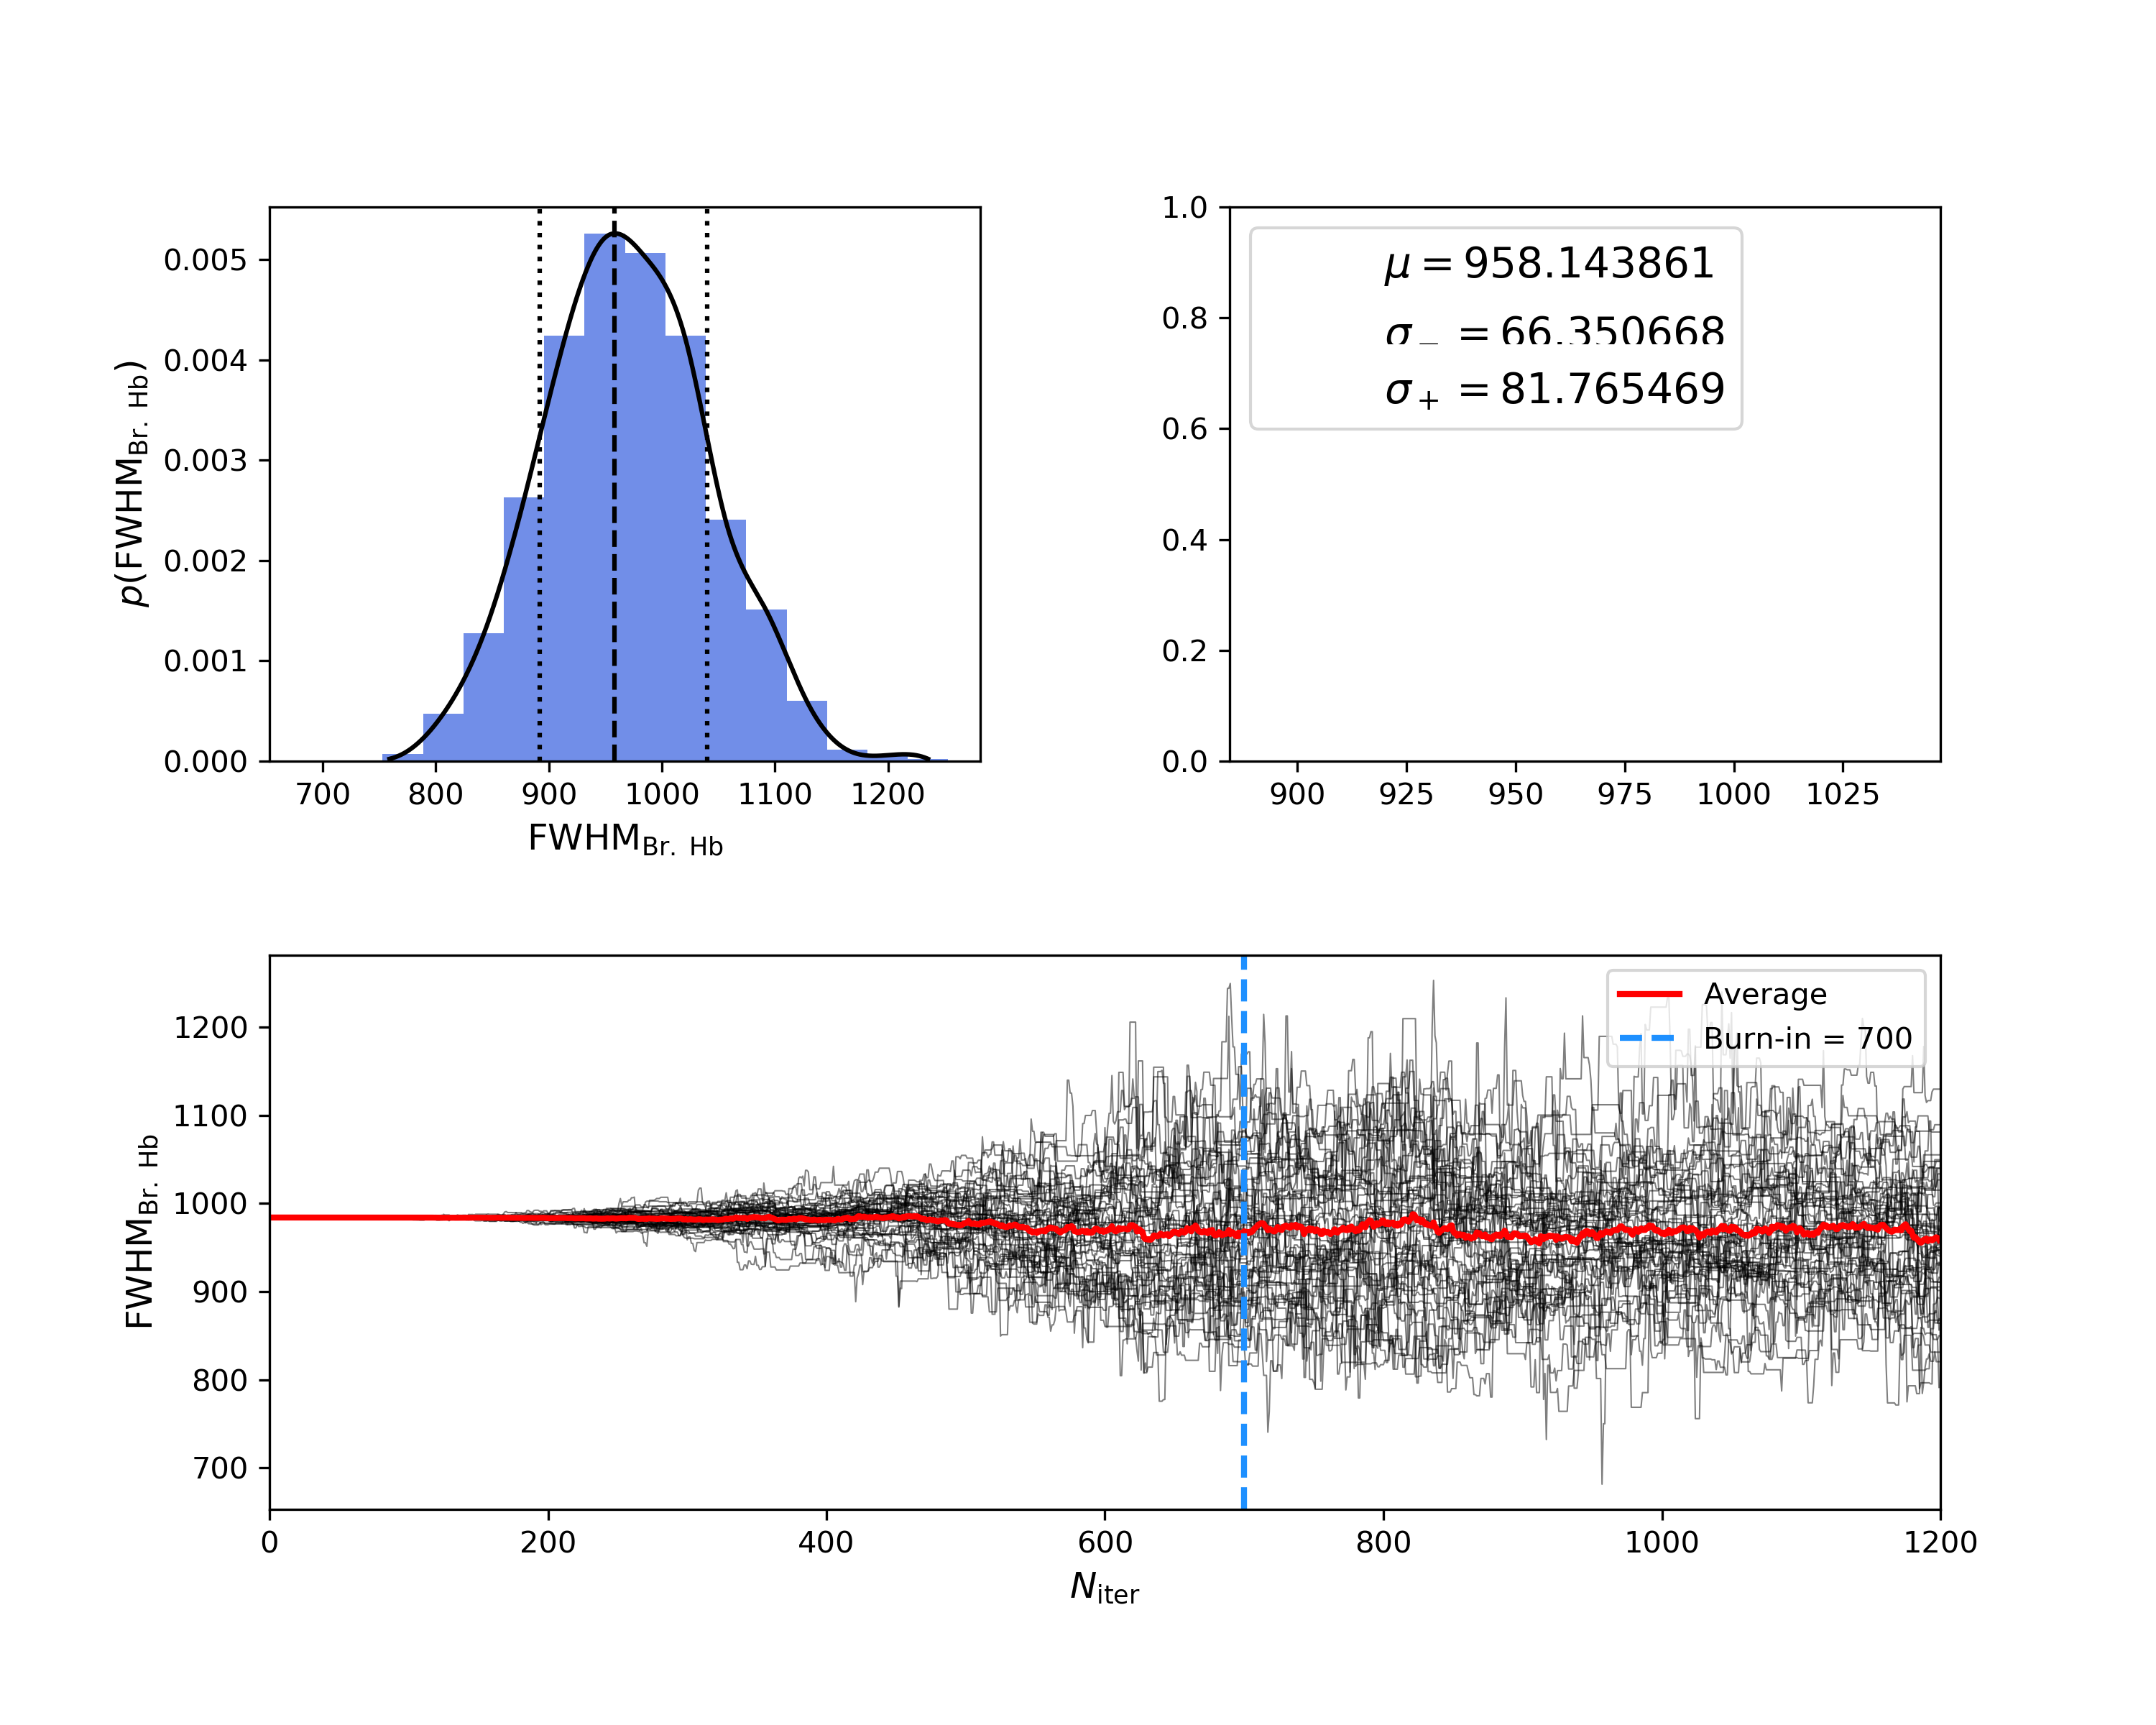 0.005
0.004
0.003
0.002
0.001
0.000
p(FWHM_Br. Hb)
700 800 900 1000 1100 1200
FWHM_Br. Hb
1.0
0.8
0.6
0.4
0.2
0.0
μ = 958.143861
σ_− = 66.350668
σ_+ = 81.765469
900 925 950 975 1000 1025
1200
1100
1000
900
800
700
FWHM_Br. Hb
Average
Burn-in = 700
0 200 400 600 800 1000 1200
N_iter